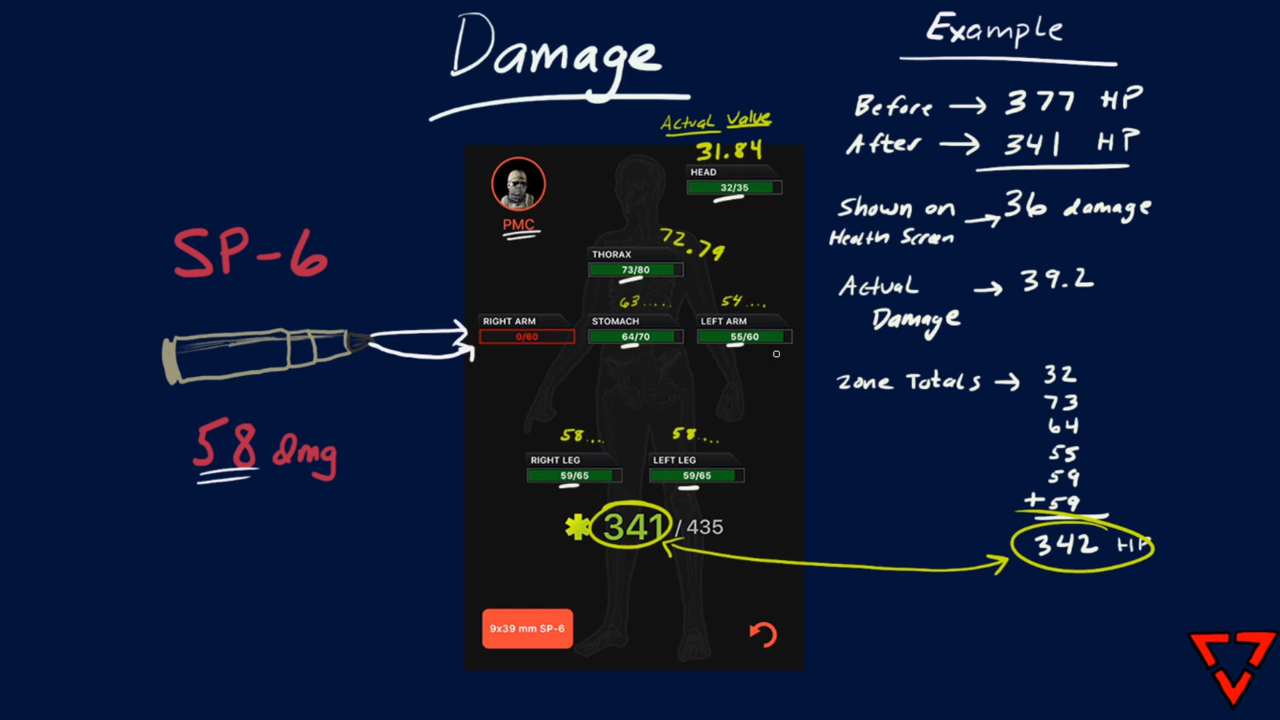 Damage
Actual Value
31.84
HEAD
32/35
PMC
72.79
THORAX
73/80
63.....
54....
RIGHT ARM
STOMACH
LEFT ARM
0/60
64/70
55/60
58....
58....
RIGHT LEG
LEFT LEG
59/65
59/65
341 / 435
9x39 mm SP-6
SP-6
58 dmg
Example
Before → 377 HP
After → 341 HP
Shown on Health Screen → 36 damage
Actual Damage → 39.2
Zone Totals → 32
73
64
55
59
+59
342 HP